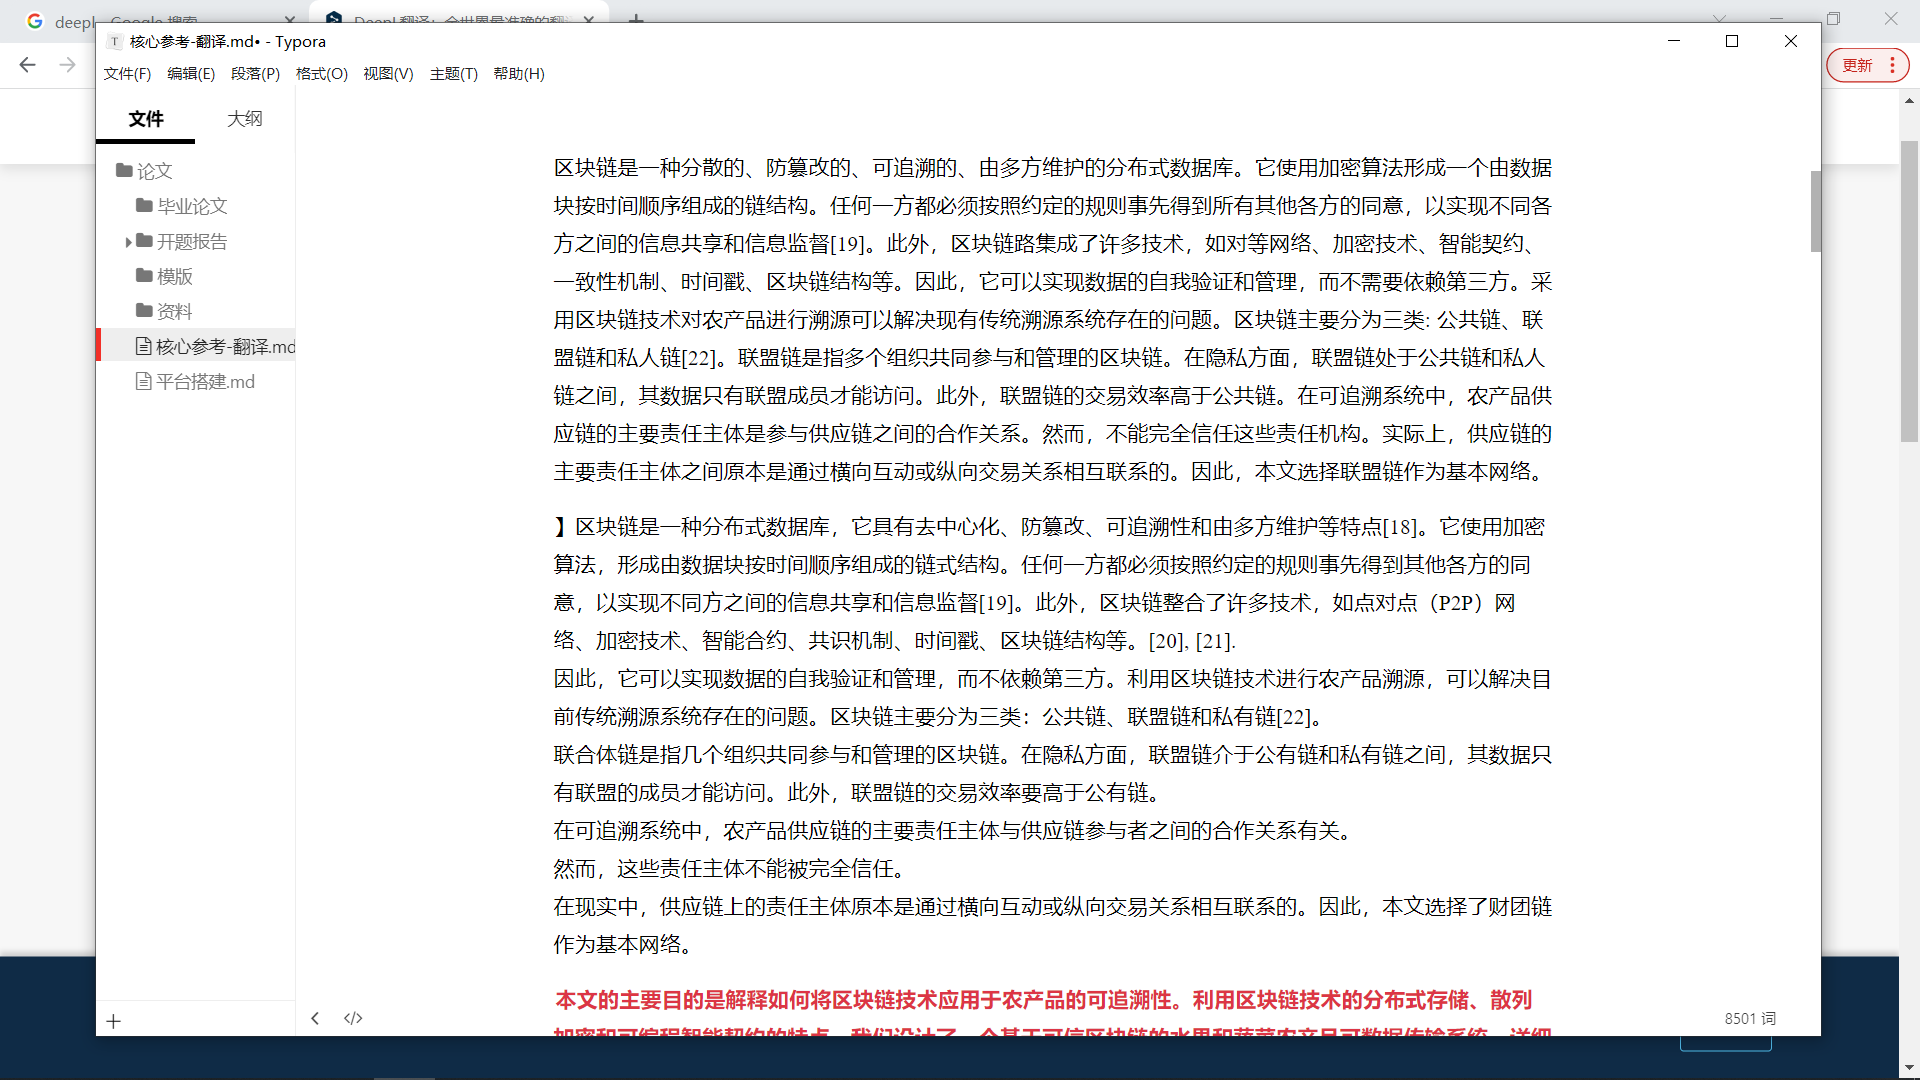 deepl - Google 搜索
DeepL翻译：全世界最准确的翻
更新
核心参考-翻译.md• - Typora
文件(F) 编辑(E) 段落(P) 格式(O) 视图(V) 主题(T) 帮助(H)
文件 大纲
论文
毕业论文
开题报告
模版
资料
核心参考-翻译.md
平台搭建.md
区块链是一种分散的、防篡改的、可追溯的、由多方维护的分布式数据库。它使用加密算法形成一个由数据
块按时间顺序组成的链结构。任何一方都必须按照约定的规则事先得到所有其他各方的同意，以实现不同各
方之间的信息共享和信息监督[19]。此外，区块链路集成了许多技术，如对等网络、加密技术、智能契约、
一致性机制、时间戳、区块链结构等。因此，它可以实现数据的自我验证和管理，而不需要依赖第三方。采
用区块链技术对农产品进行溯源可以解决现有传统溯源系统存在的问题。区块链主要分为三类: 公共链、联
盟链和私人链[22]。联盟链是指多个组织共同参与和管理的区块链。在隐私方面，联盟链处于公共链和私人
链之间，其数据只有联盟成员才能访问。此外，联盟链的交易效率高于公共链。在可追溯系统中，农产品供
应链的主要责任主体是参与供应链之间的合作关系。然而，不能完全信任这些责任机构。实际上，供应链的
主要责任主体之间原本是通过横向互动或纵向交易关系相互联系的。因此，本文选择联盟链作为基本网络。
】区块链是一种分布式数据库，它具有去中心化、防篡改、可追溯性和由多方维护等特点[18]。它使用加密
算法，形成由数据块按时间顺序组成的链式结构。任何一方都必须按照约定的规则事先得到其他各方的同
意，以实现不同方之间的信息共享和信息监督[19]。此外，区块链整合了许多技术，如点对点（P2P）网
络、加密技术、智能合约、共识机制、时间戳、区块链结构等。[20], [21].
因此，它可以实现数据的自我验证和管理，而不依赖第三方。利用区块链技术进行农产品溯源，可以解决目
前传统溯源系统存在的问题。区块链主要分为三类：公共链、联盟链和私有链[22]。
联合体链是指几个组织共同参与和管理的区块链。在隐私方面，联盟链介于公有链和私有链之间，其数据只
有联盟的成员才能访问。此外，联盟链的交易效率要高于公有链。
在可追溯系统中，农产品供应链的主要责任主体与供应链参与者之间的合作关系有关。
然而，这些责任主体不能被完全信任。
在现实中，供应链上的责任主体原本是通过横向互动或纵向交易关系相互联系的。因此，本文选择了财团链
作为基本网络。
本文的主要目的是解释如何将区块链技术应用于农产品的可追溯性。利用区块链技术的分布式存储、散列
加密和可编程智能契约的特点，我们设计了一个基于可信区块链的水果和蔬菜农产品可数据传输系统，详细
8501 词